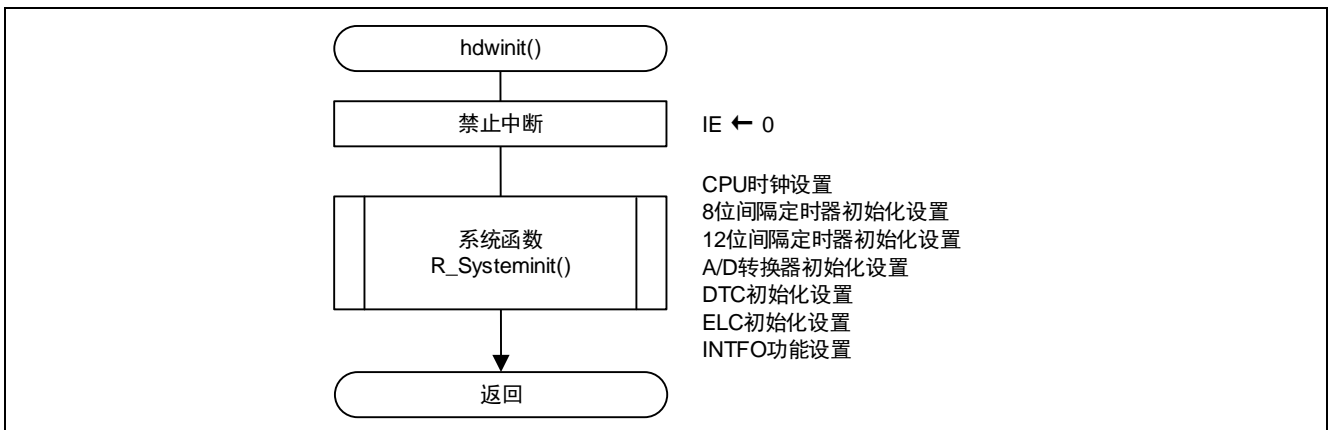 hdwinit()
禁止中断
IE ← 0
系统函数
R_Systeminit()
CPU时钟设置
8位间隔定时器初始化设置
12位间隔定时器初始化设置
A/D转换器初始化设置
DTC初始化设置
ELC初始化设置
INTFO功能设置
返回